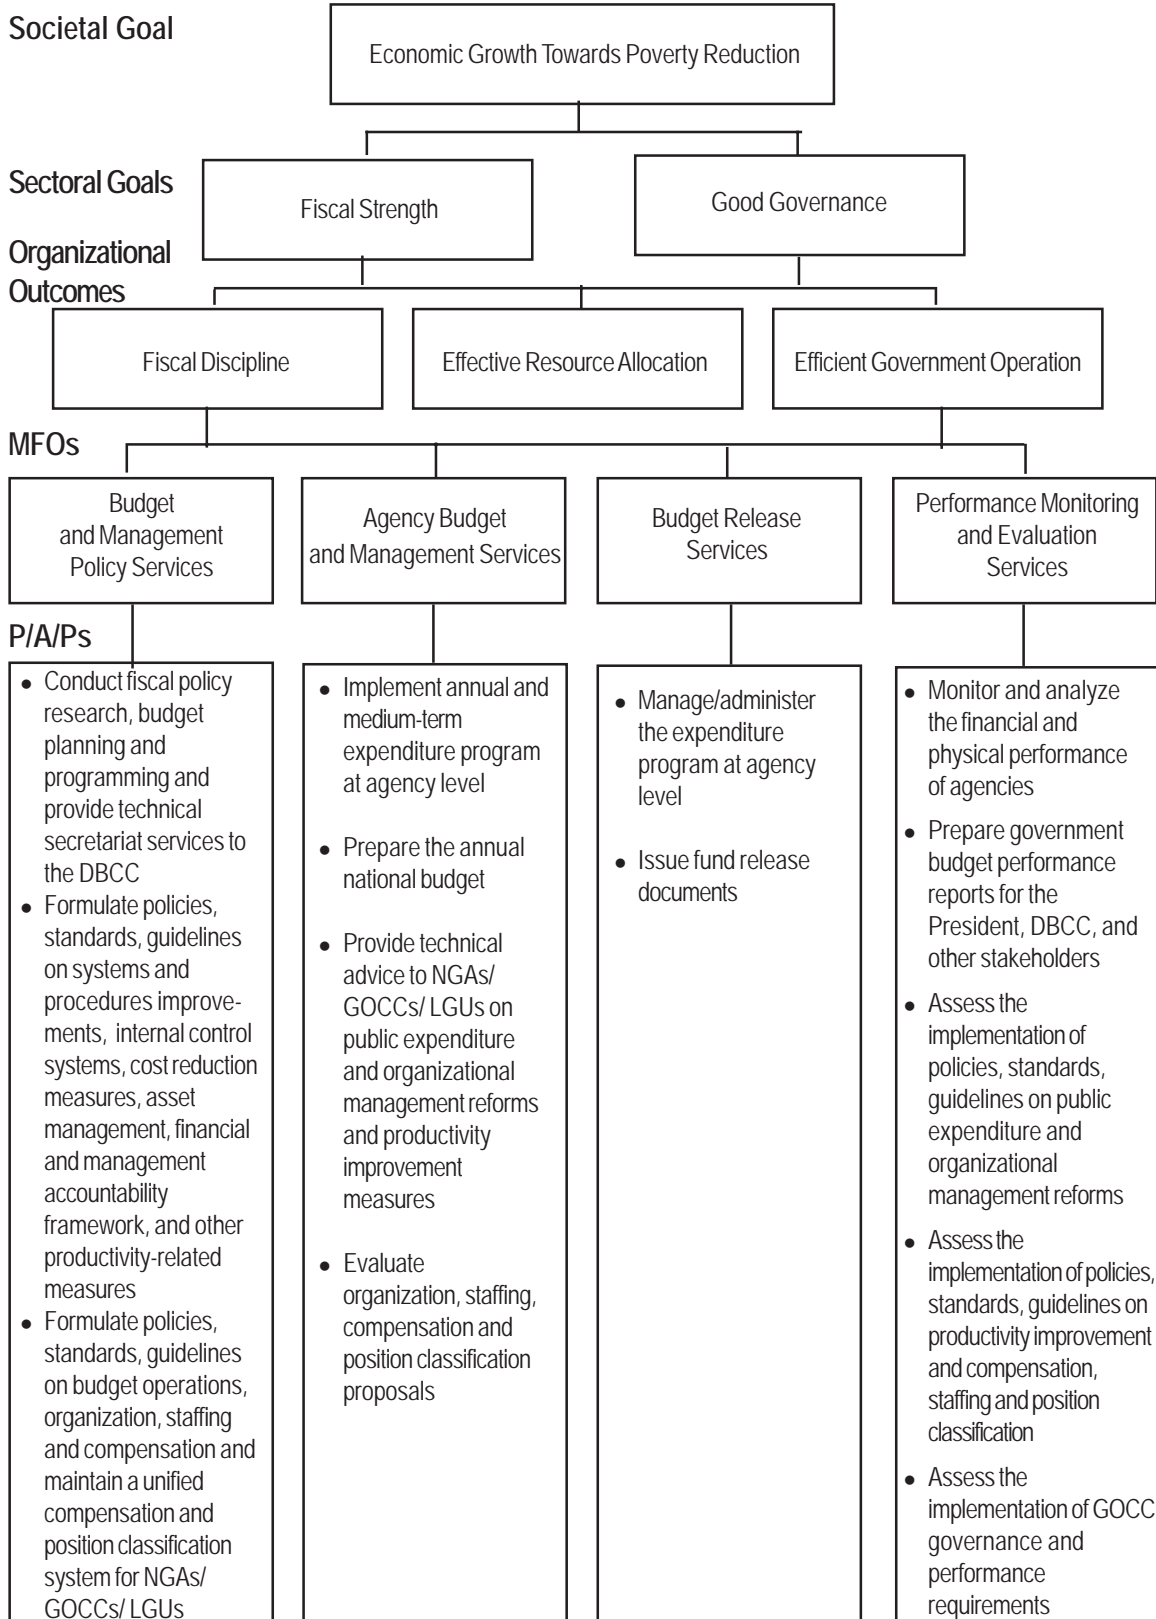 Societal Goal
Economic Growth Towards Poverty Reduction
Sectoral Goals
Fiscal Strength
Good Governance
Organizational
Outcomes
Fiscal Discipline
Effective Resource Allocation
Efficient Government Operation
MFOs
Budget
and Management
Policy Services
Agency Budget
and Management Services
Budget Release
Services
Performance Monitoring
and Evaluation
Services
P/A/Ps
• Conduct fiscal policy
research, budget
planning and
programming and
provide technical
secretariat services to
the DBCC
• Formulate policies,
standards, guidelines
on systems and
procedures improve-
ments, internal control
systems, cost reduction
measures, asset
management, financial
and management
accountability
framework, and other
productivity-related
measures
• Formulate policies,
standards, guidelines
on budget operations,
organization, staffing
and compensation and
maintain a unified
compensation and
position classification
system for NGAs/
GOCCs/ LGUs
• Implement annual and
medium-term
expenditure program
at agency level
• Prepare the annual
national budget
• Provide technical
advice to NGAs/
GOCCs/ LGUs on
public expenditure
and organizational
management reforms
and productivity
improvement
measures
• Evaluate
organization, staffing,
compensation and
position classification
proposals
• Manage/administer
the expenditure
program at agency
level
• Issue fund release
documents
• Monitor and analyze
the financial and
physical performance
of agencies
• Prepare government
budget performance
reports for the
President, DBCC, and
other stakeholders
• Assess the
implementation of
policies, standards,
guidelines on public
expenditure and
organizational
management reforms
• Assess the
implementation of policies,
standards, guidelines on
productivity improvement
and compensation,
staffing and position
classification
• Assess the
implementation of GOCC
governance and
performance
requirements